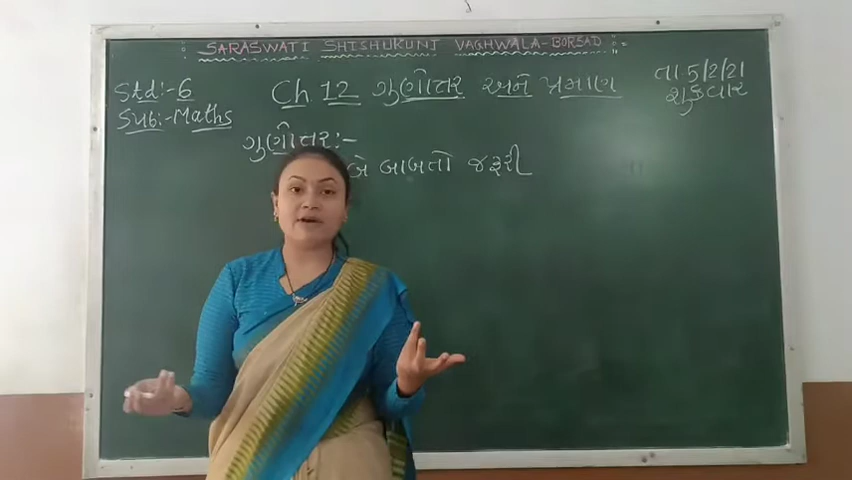 SARASWATI SHISHUKUNJ VAGHWALA-BORSAD
Std:-6
Sub:-Maths
Ch 12 ગુણોત્તર અને પ્રમાણ
તા 5/2/21
શુક્રવાર
ગુણોત્તર:-
બે બાબતો જરૂરી